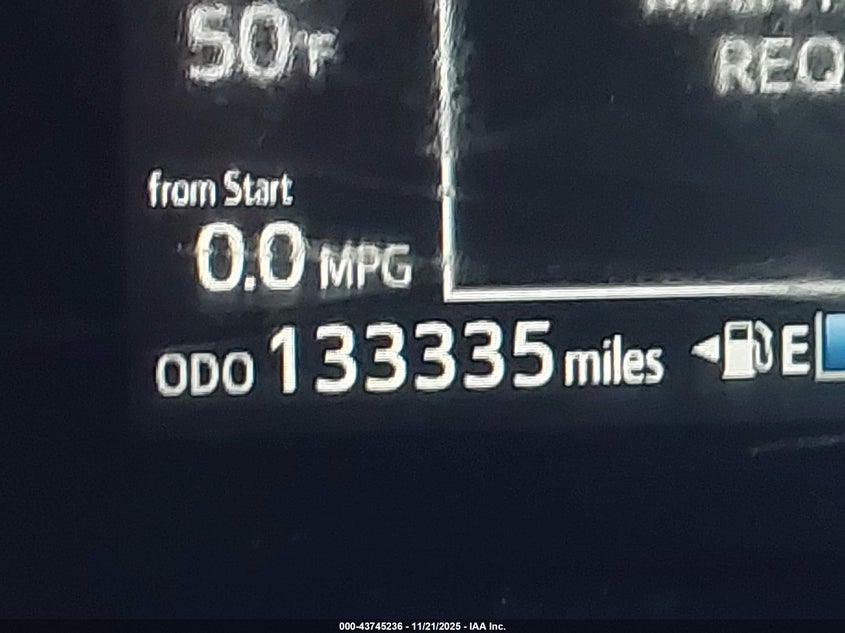 50°F
REQ
from Start
0.0 MPG
ODO 133335 miles
E
000-43745236 - 11/21/2025 - IAA Inc.